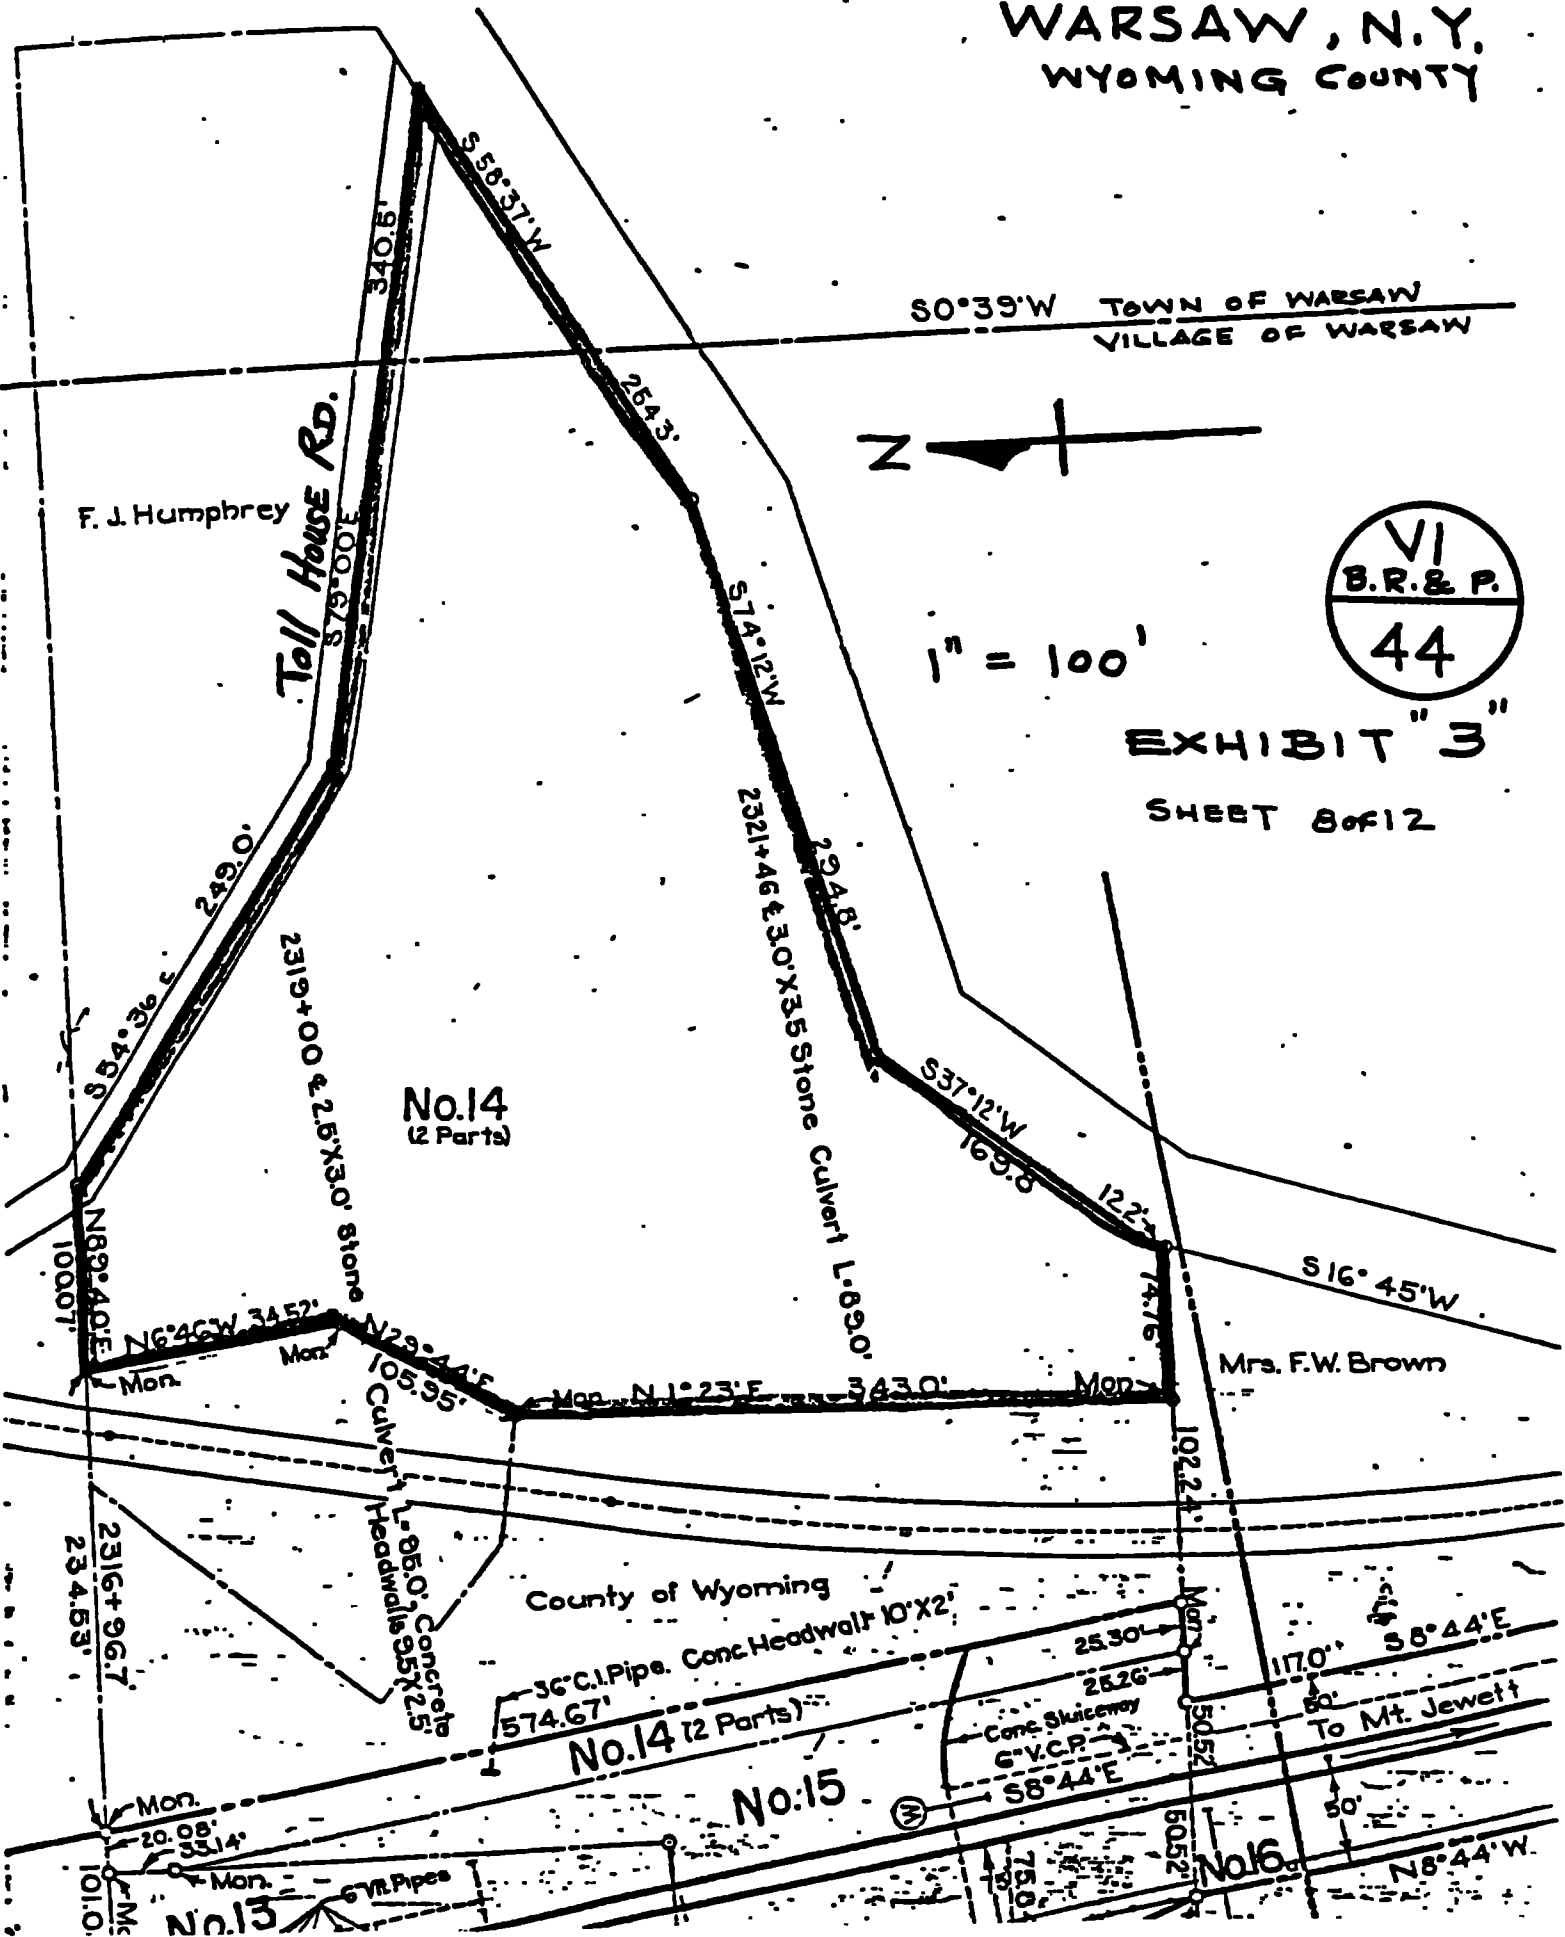 WARSAW, N.Y.
WYOMING COUNTY
S 58°37'W
340.5'
S0°39'W TOWN OF WARSAW
VILLAGE OF WARSAW
264.3'
N
Toll House RD.
F. J. Humphrey
S79°00'E
VI
B.R.& P.
44
S74°12'W
1" = 100'
EXHIBIT "3"
SHEET 8 OF 12
249.0'
294.8'
2321+46 ℄ 3.0'X3.5 Stone Culvert L=89.0'
2319+00 ℄ 2.5'X3.0' Stone
Culvert L=85.0', Concrete
Headwalls 9.5'X2.5'
S 54°36'
No.14
(2 Parts)
S37°12'W
169.8
12.2'
N89°40'E
100.07'
S16°45'W
74.76'
N6°46'W 34.52'
Mon.
Mon.
N29°44'E
105.95'
Mon. N 1°23'E 343.0' Mon.
Mrs. F.W. Brown
102.24'
2316+96.7
234.53'
County of Wyoming
36" C.I. Pipe. Conc. Headwall 10'X2'
574.67'
No.14 (2 Parts)
Mon.
25.30'
25.26'
117.0'
S8°44'E
50'
To Mt. Jewett
50.52
Conc. Sluiceway
6" V.C.P.
S8°44'E
No.15
W
Mon.
20.08'
33.14'
Mon.
101.0
No.13
6" V.P. Pipes
75.0
50.52'
No.16
50'
N8°44'W